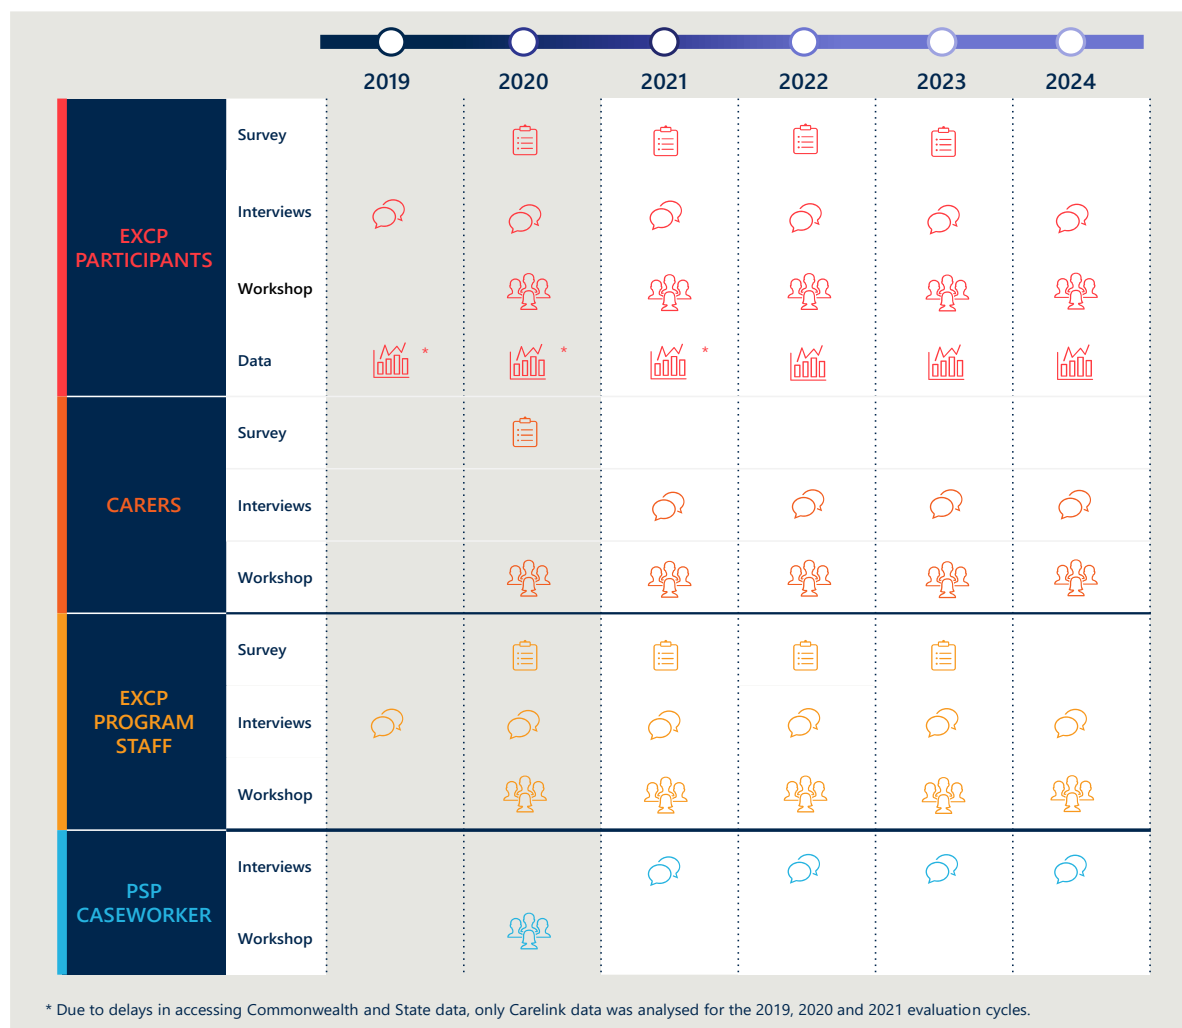 2019 2020 2021 2022 2023 2024
EXCP
PARTICIPANTS
Survey
Interviews
Workshop
Data * * *
CARERS
Survey
Interviews
Workshop
EXCP
PROGRAM
STAFF
Survey
Interviews
Workshop
PSP
CASEWORKER
Interviews
Workshop
* Due to delays in accessing Commonwealth and State data, only Carelink data was analysed for the 2019, 2020 and 2021 evaluation cycles.